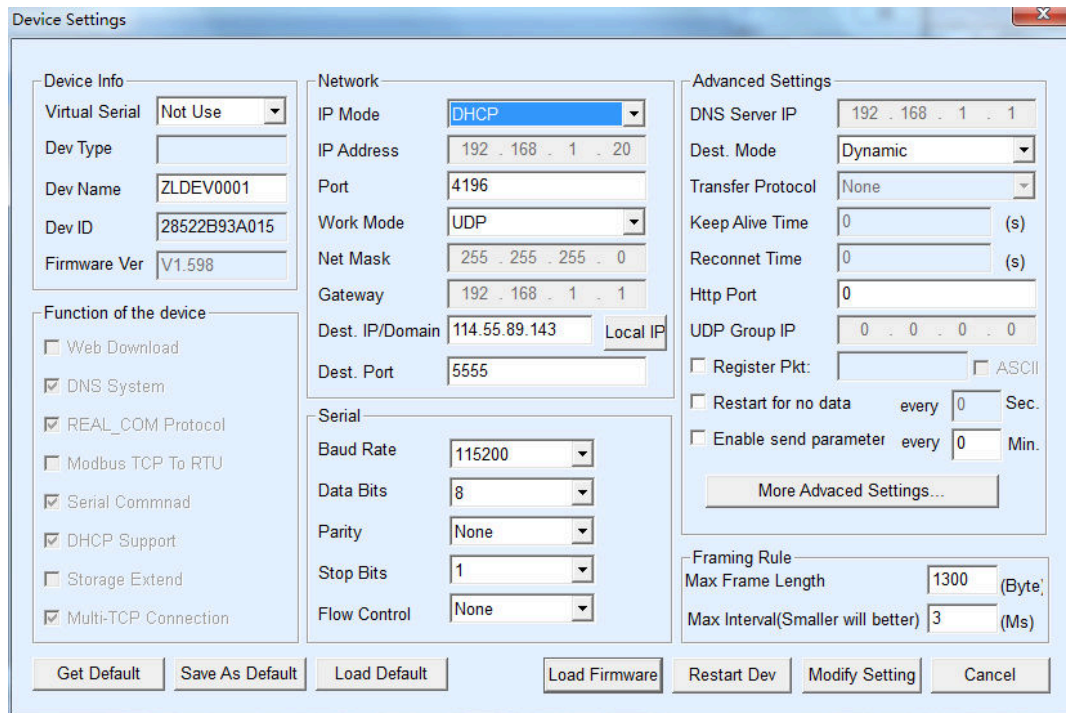 Device Settings
Device Info
Virtual Serial Not Use
Dev Type
Dev Name ZLDEV0001
Dev ID 28522B93A015
Firmware Ver V1.598
Function of the device
Web Download
DNS System
REAL_COM Protocol
Modbus TCP To RTU
Serial Commnad
DHCP Support
Storage Extend
Multi-TCP Connection
Network
IP Mode DHCP
IP Address 192 . 168 . 1 . 20
Port 4196
Work Mode UDP
Net Mask 255 . 255 . 255 . 0
Gateway 192 . 168 . 1 . 1
Dest. IP/Domain 114.55.89.143 Local IP
Dest. Port 5555
Serial
Baud Rate 115200
Data Bits 8
Parity None
Stop Bits 1
Flow Control None
Advanced Settings
DNS Server IP 192 . 168 . 1 . 1
Dest. Mode Dynamic
Transfer Protocol None
Keep Alive Time 0 (s)
Reconnet Time 0 (s)
Http Port 0
UDP Group IP 0 . 0 . 0 . 0
Register Pkt: ASCII
Restart for no data every 0 Sec.
Enable send parameter every 0 Min.
More Advaced Settings...
Framing Rule
Max Frame Length 1300 (Byte)
Max Interval(Smaller will better) 3 (Ms)
Get Default Save As Default Load Default Load Firmware Restart Dev Modify Setting Cancel